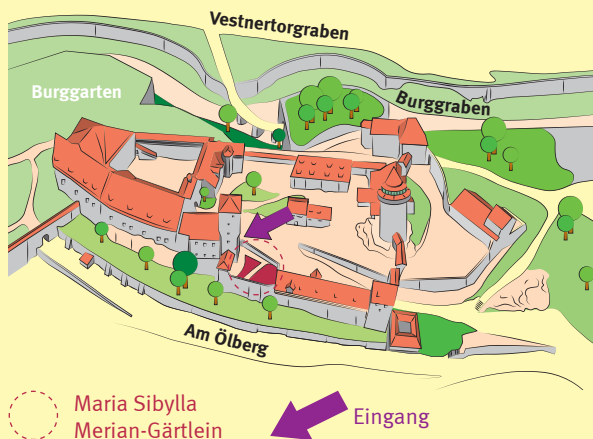 Vestnertorgraben
Burggarten
Burggraben
Am Ölberg
Maria Sibylla
Merian-Gärtlein
Eingang